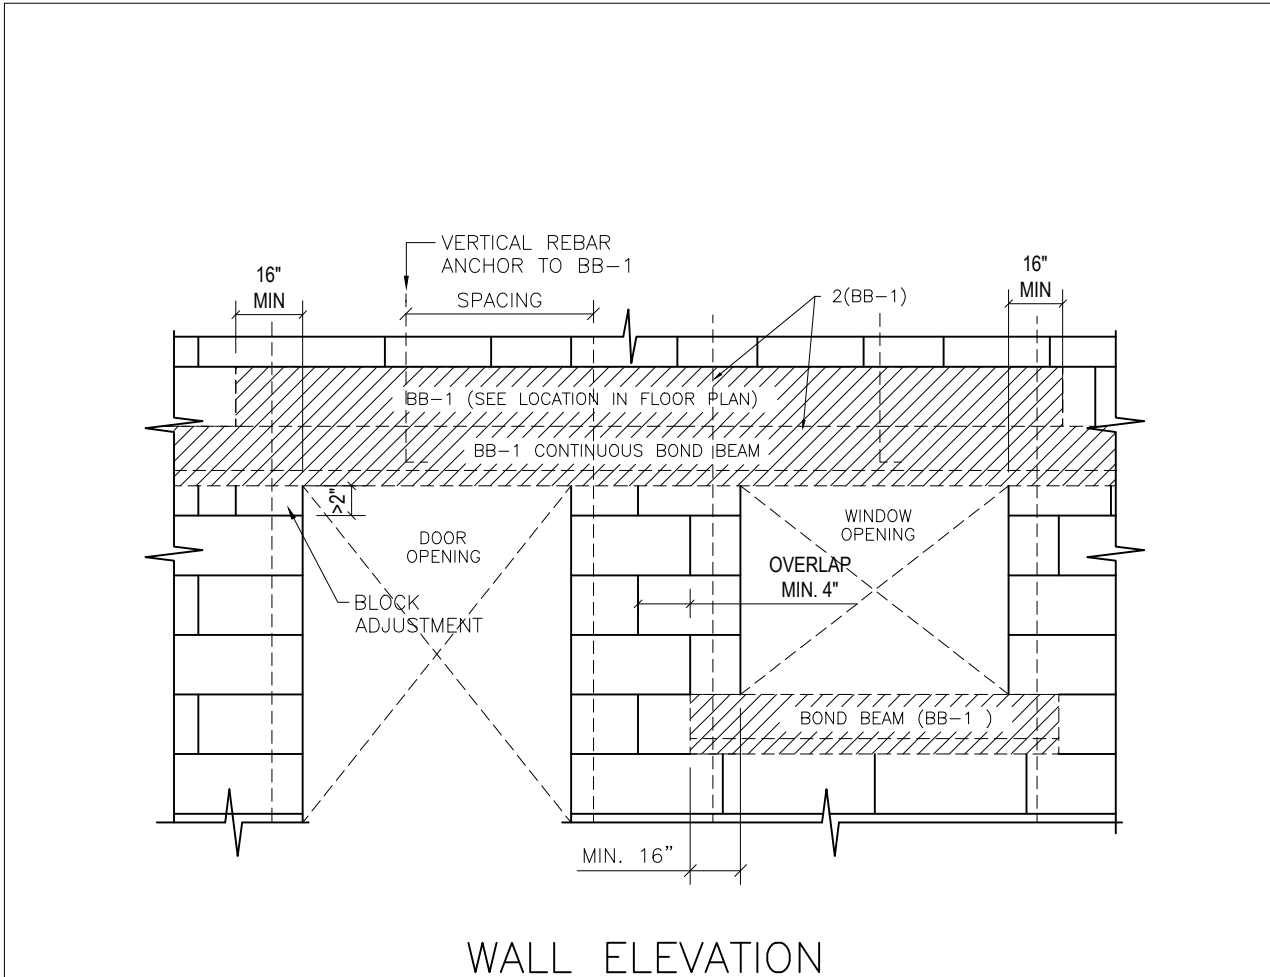 VERTICAL REBAR
ANCHOR TO BB-1
16"
MIN
SPACING
2(BB-1)
16"
MIN
BB-1 (SEE LOCATION IN FLOOR PLAN)
BB-1 CONTINUOUS BOND BEAM
>2"
DOOR
OPENING
WINDOW
OPENING
OVERLAP
MIN. 4"
BLOCK
ADJUSTMENT
BOND BEAM (BB-1 )
MIN. 16”
WALL ELEVATION